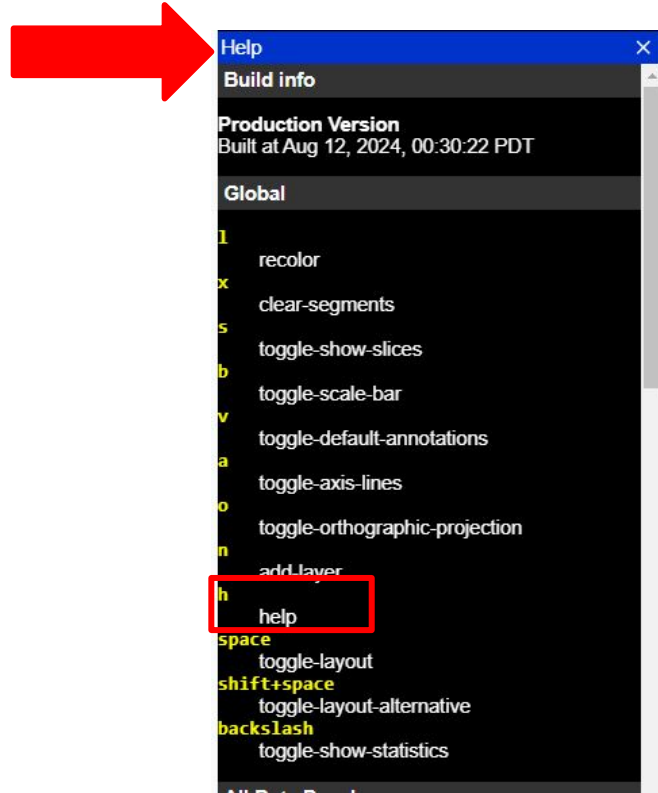 Help ×
Build info
Production Version
Built at Aug 12, 2024, 00:30:22 PDT
Global
l
recolor
x
clear-segments
s
toggle-show-slices
b
toggle-scale-bar
v
toggle-default-annotations
a
toggle-axis-lines
o
toggle-orthographic-projection
n
add-layer
h
help
space
toggle-layout
shift+space
toggle-layout-alternative
backslash
toggle-show-statistics